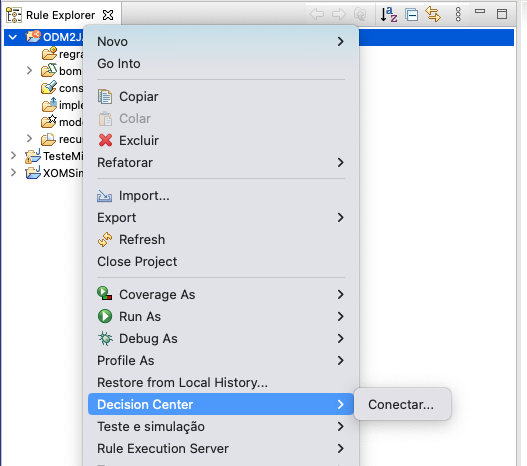 Rule Explorer
ODM2J
Novo
regra
Go Into
bom
cons
Copiar
imple
Colar
mode
Excluir
recu
Refatorar
TesteMi
XOMSim
Import...
Export
Refresh
Close Project
Coverage As
Run As
Debug As
Profile As
Restore from Local History...
Decision Center
Conectar...
Teste e simulação
Rule Execution Server